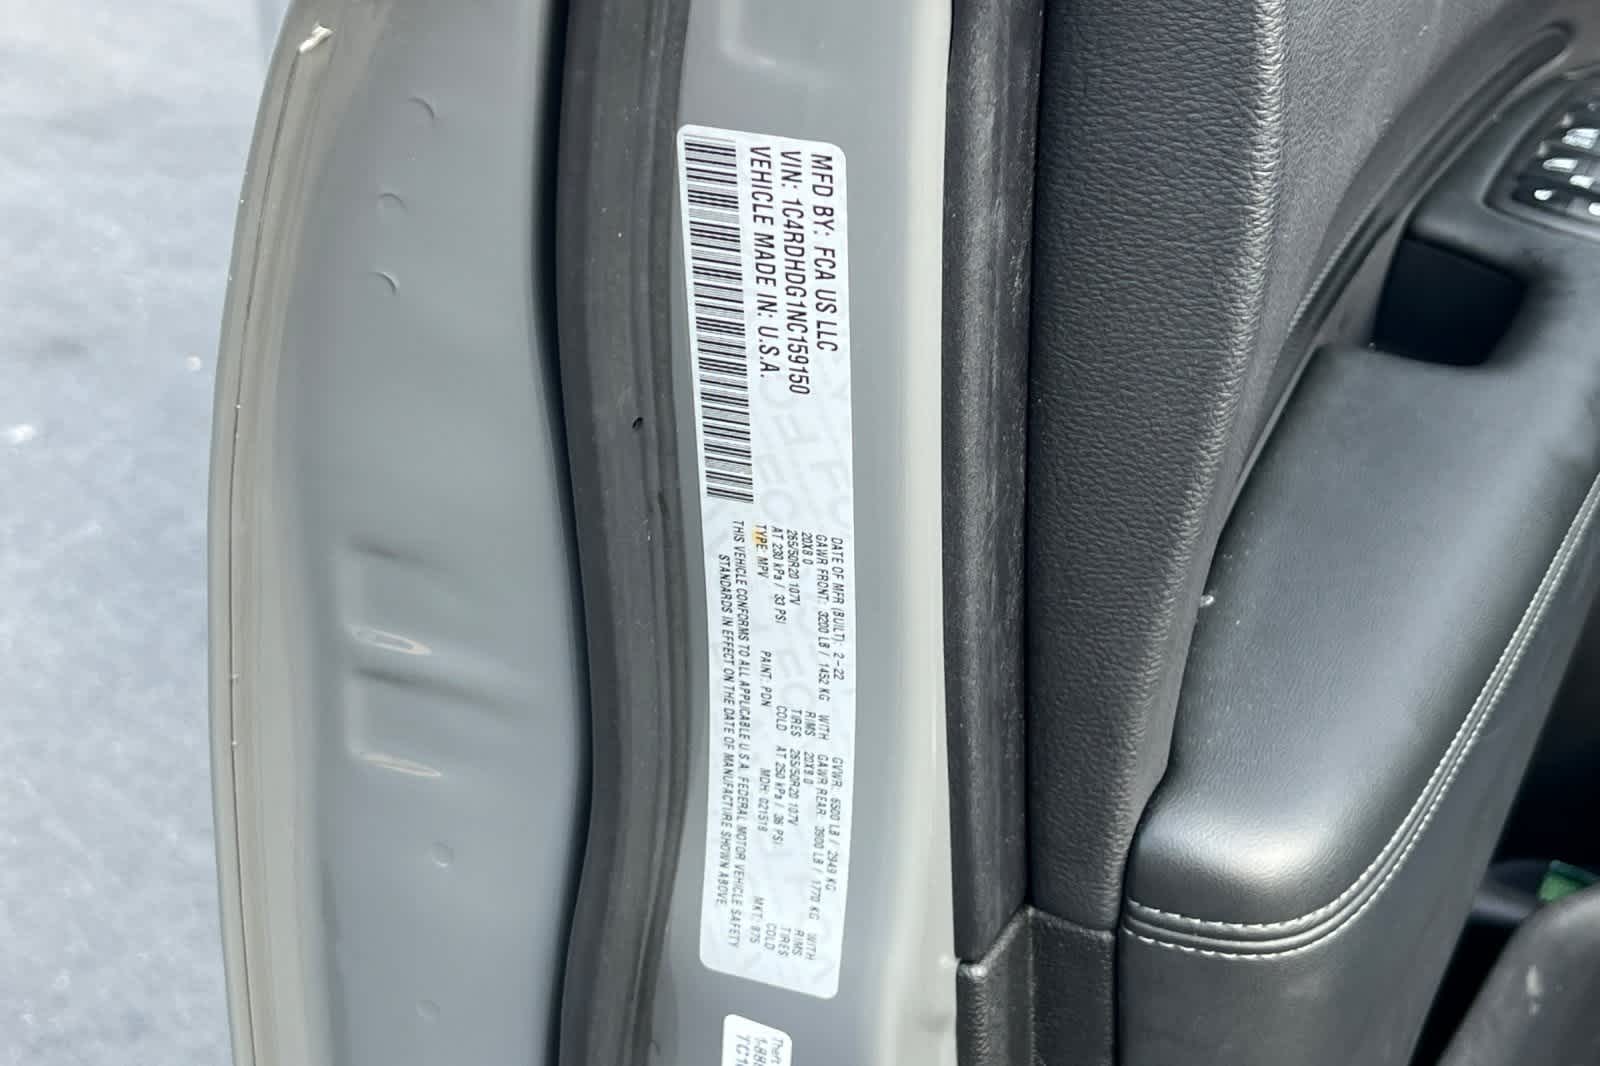 MFD BY: FCA US LLC
VIN: 1C4RDHDG1NC159150
VEHICLE MADE IN: U.S.A.
DATE OF MFR (BUILT): 2-22 GVWR: 6500 LB / 2949 KG
GAWR FRONT: 3200 LB / 1452 KG WITH GAWR REAR: 3900 LB / 1770 KG WITH
20X8.0 RIMS 20X8.0 RIMS
265/50R20 107V TIRES 265/50R20 107V TIRES
AT 230 kPa / 33 PSI COLD AT 250 kPa / 36 PSI COLD
TYPE: MPV PAINT: PDN MDH: 021518 MKT: 875
THIS VEHICLE CONFORMS TO ALL APPLICABLE U.S.A. FEDERAL MOTOR VEHICLE SAFETY
STANDARDS IN EFFECT ON THE DATE OF MANUFACTURE SHOWN ABOVE.
Theft